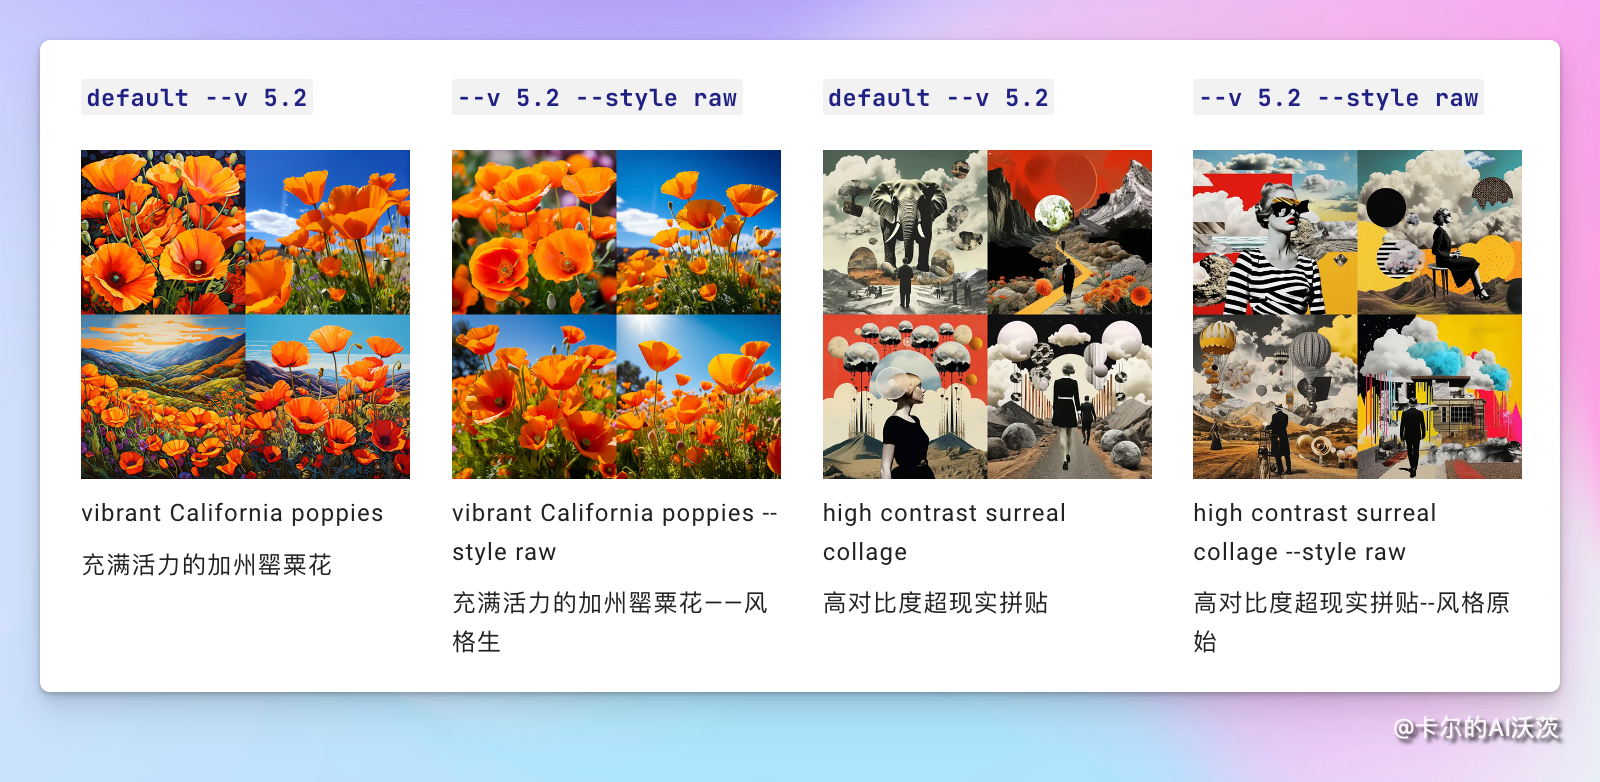 default --v 5.2
--v 5.2 --style raw
default --v 5.2
--v 5.2 --style raw
vibrant California poppies
充满活力的加州罂粟花
vibrant California poppies --
style raw
充满活力的加州罂粟花——风
格生
high contrast surreal
collage
高对比度超现实拼贴
high contrast surreal
collage --style raw
高对比度超现实拼贴--风格原
始
@卡尔的AI沃茨